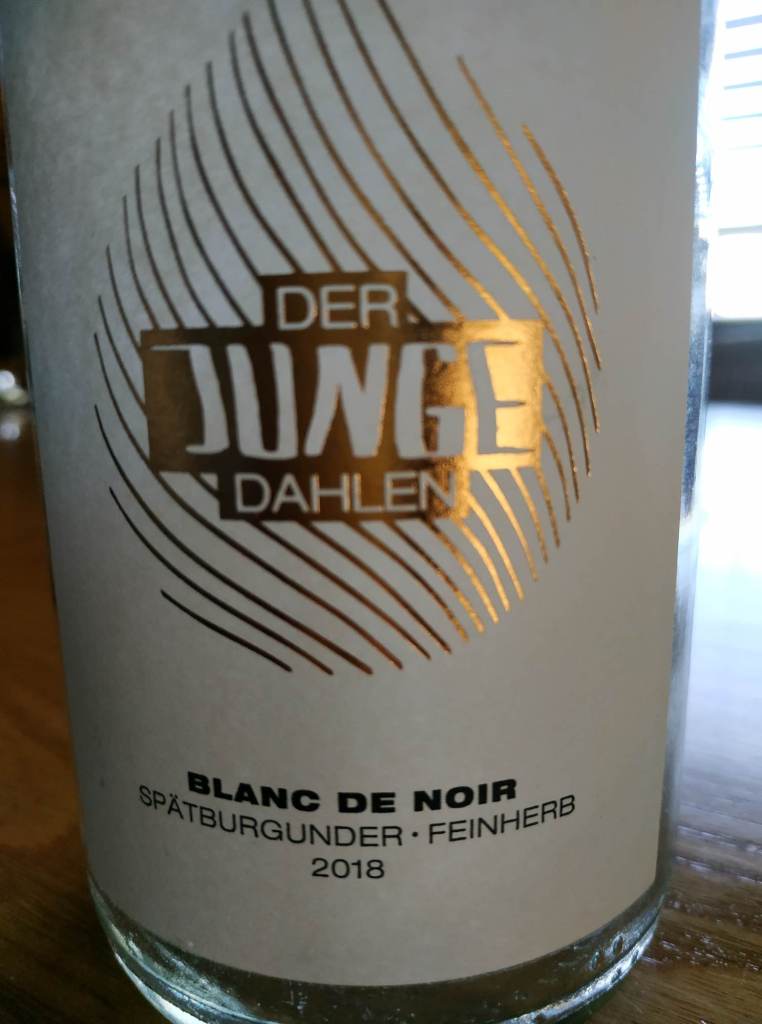 DER
JUNGE
DAHLEN
BLANC DE NOIR
SPÄTBURGUNDER · FEINHERB
2018